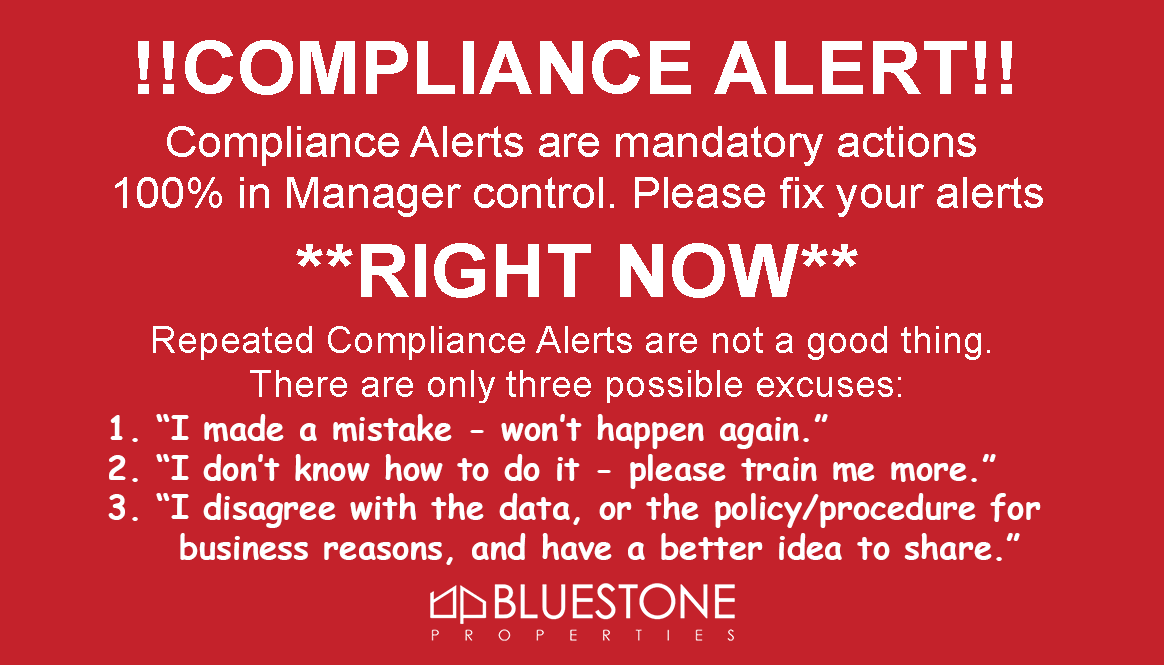 !!COMPLIANCE ALERT!!
Compliance Alerts are mandatory actions
100% in Manager control. Please fix your alerts
**RIGHT NOW**
Repeated Compliance Alerts are not a good thing.
There are only three possible excuses:
1. “I made a mistake - won’t happen again.”
2. “I don’t know how to do it - please train me more.”
3. “I disagree with the data, or the policy/procedure for
business reasons, and have a better idea to share.”
BLUESTONE
PROPERTIES